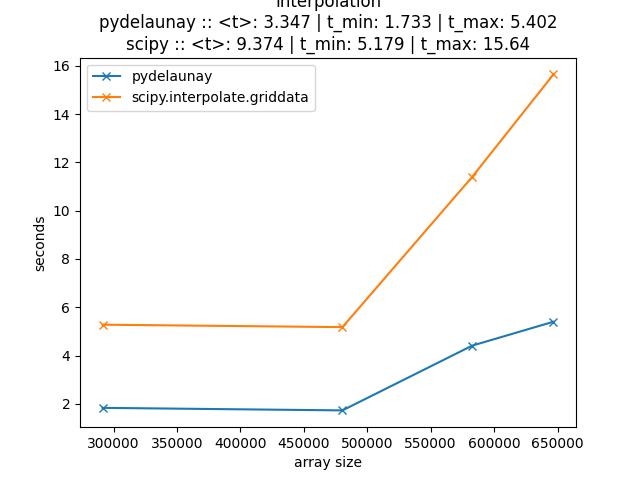 Interpolation
pydelaunay :: <t>: 3.347 | t_min: 1.733 | t_max: 5.402
scipy :: <t>: 9.374 | t_min: 5.179 | t_max: 15.64
pydelaunay
scipy.interpolate.griddata
16
14
12
10
8
6
4
2
seconds
300000 350000 400000 450000 500000 550000 600000 650000
array size